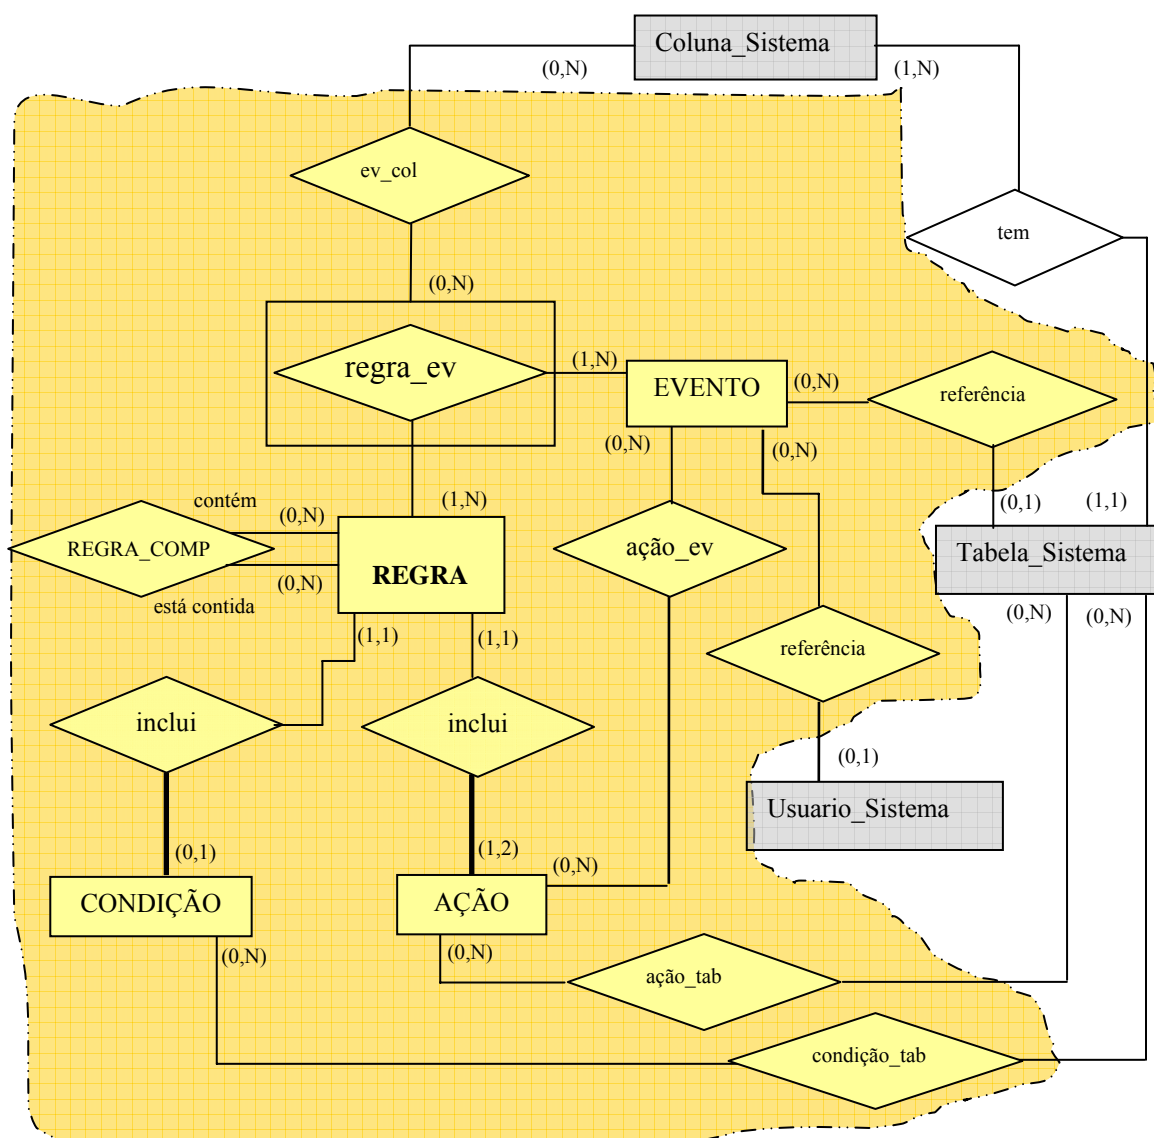 Coluna_Sistema
(0,N)
(1,N)
ev_col
tem
(0,N)
regra_ev
(1,N)
EVENTO
(0,N)
referência
(0,N)
(0,N)
contém
(1,N)
(0,N)
(0,1)
(1,1)
REGRA_COMP
REGRA
ação_ev
Tabela_Sistema
(0,N)
está contida
(0,N)
(0,N)
(1,1)
(1,1)
referência
inclui
inclui
(0,1)
Usuario_Sistema
(0,1)
(1,2)
(0,N)
CONDIÇÃO
AÇÃO
(0,N)
(0,N)
ação_tab
condição_tab